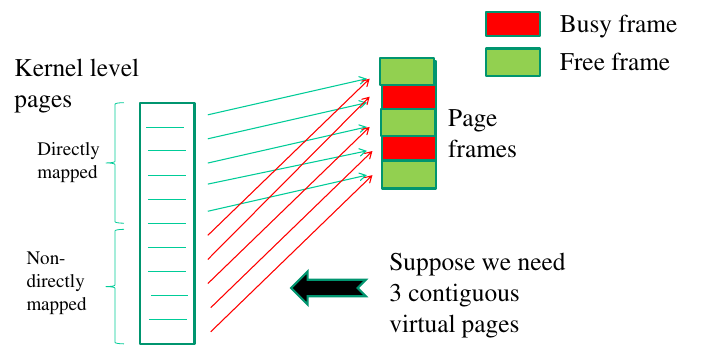 Busy frame
Free frame
Kernel level
pages
Page
frames
Directly
mapped
Non-
directly
mapped
Suppose we need
3 contiguous
virtual pages